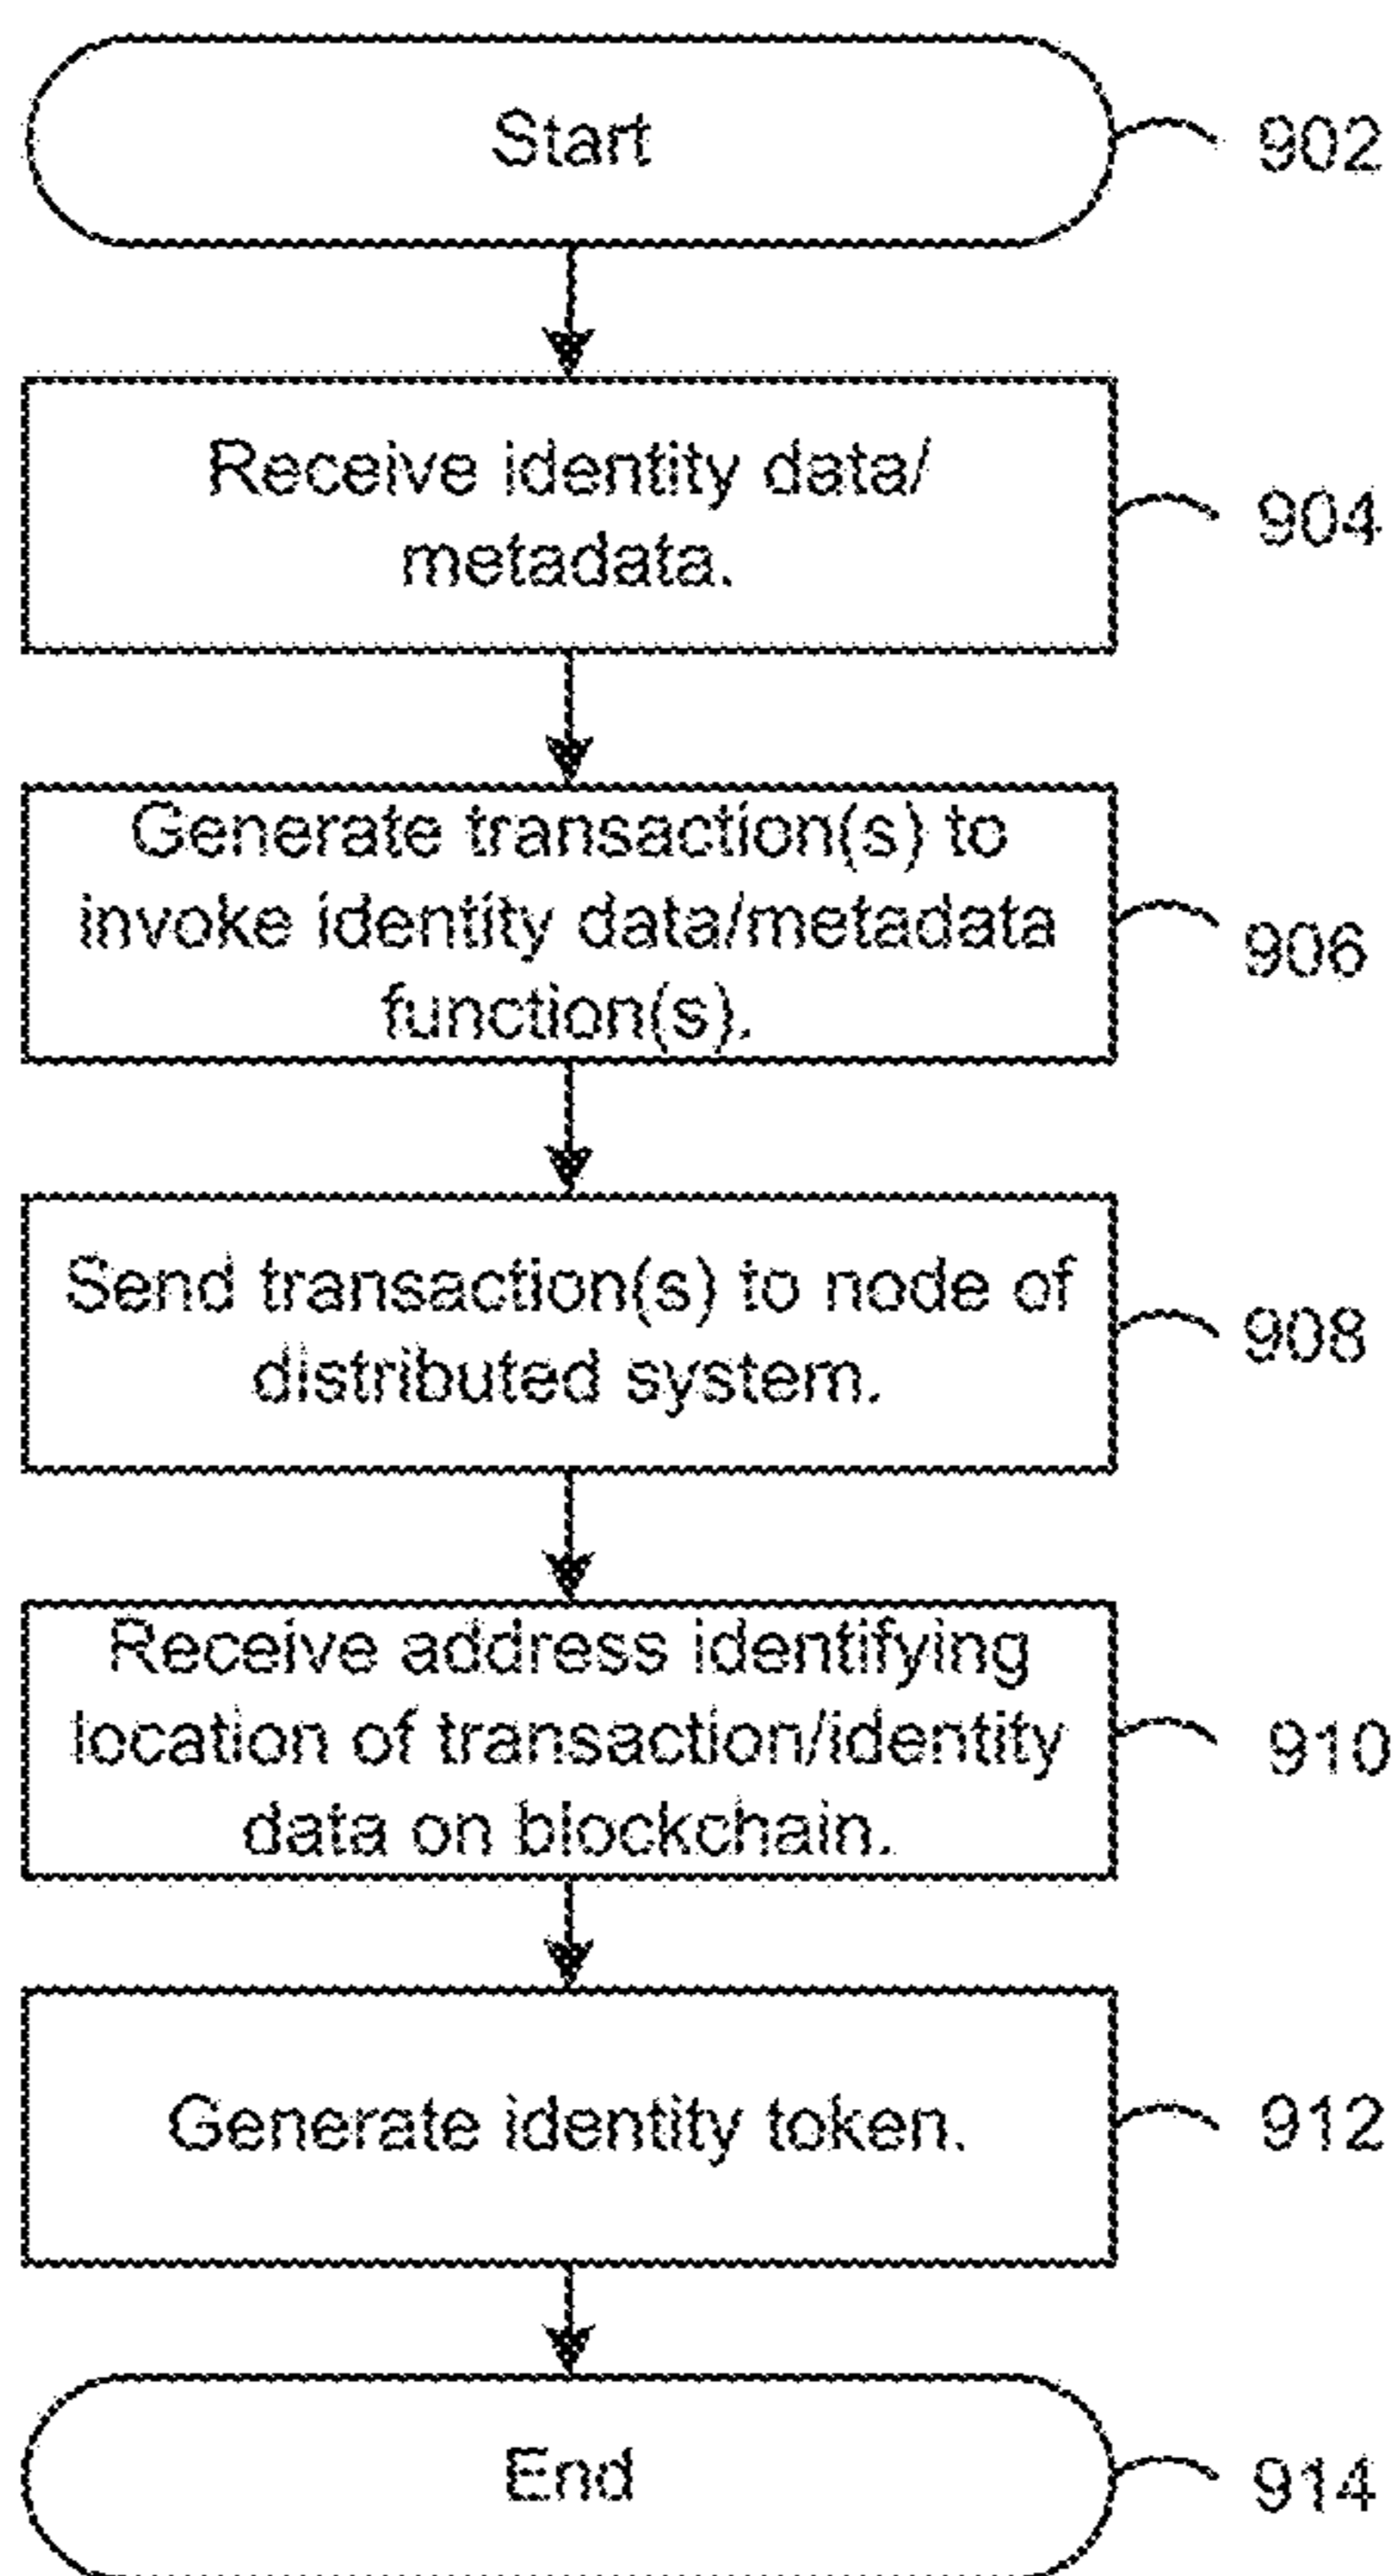 Start
902
Receive identity data/
metadata.
904
Generate transaction(s) to
invoke identity data/metadata
function(s).
906
Send transaction(s) to node of
distributed system.
908
Receive address identifying
location of transaction/identity
data on blockchain.
910
Generate identity token.
912
End
914